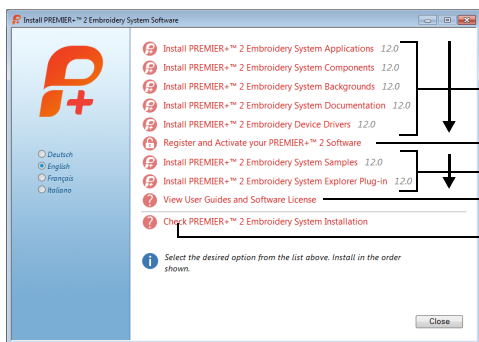 Install PREMIER+™ 2 Embroidery System Software
Install PREMIER+™ 2 Embroidery System Applications 12.0
Install PREMIER+™ 2 Embroidery System Components 12.0
Install PREMIER+™ 2 Embroidery System Backgrounds 12.0
Install PREMIER+™ 2 Embroidery System Documentation 12.0
Install PREMIER+™ 2 Embroidery Device Drivers 12.0
Register and Activate your PREMIER+™ 2 Software
Install PREMIER+™ 2 Embroidery System Samples 12.0
Install PREMIER+™ 2 Embroidery System Explorer Plug-in 12.0
View User Guides and Software License
Check PREMIER+™ 2 Embroidery System Installation
Deutsch
English
Français
Italiano
Select the desired option from the list above. Install in the order
shown.
Close